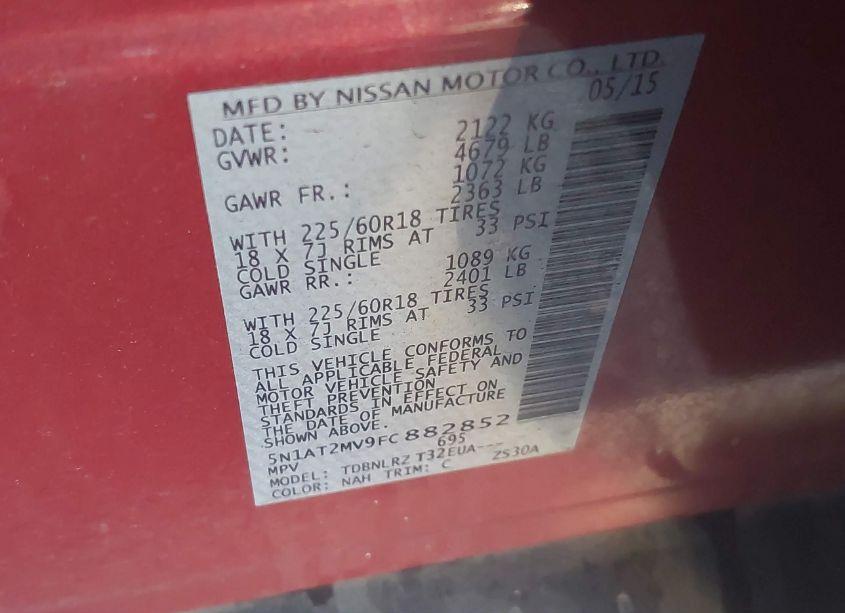 MFD BY NISSAN MOTOR CO., LTD.
DATE: 05/15
GVWR: 2122 KG
4679 LB
GAWR FR.: 1072 KG
2363 LB
WITH 225/60R18 TIRES
18 X 7J RIMS AT 33 PSI
COLD SINGLE
GAWR RR.: 1089 KG
2401 LB
WITH 225/60R18 TIRES
18 X 7J RIMS AT 33 PSI
COLD SINGLE
THIS VEHICLE CONFORMS TO
ALL APPLICABLE FEDERAL
MOTOR VEHICLE SAFETY AND
THEFT PREVENTION
STANDARDS IN EFFECT ON
THE DATE OF MANUFACTURE
SHOWN ABOVE.
5N1AT2MV9FC882852
MPV 695
MODEL: TDBNLRZ T32EUA---
COLOR: NAH TRIM: C ZS30A